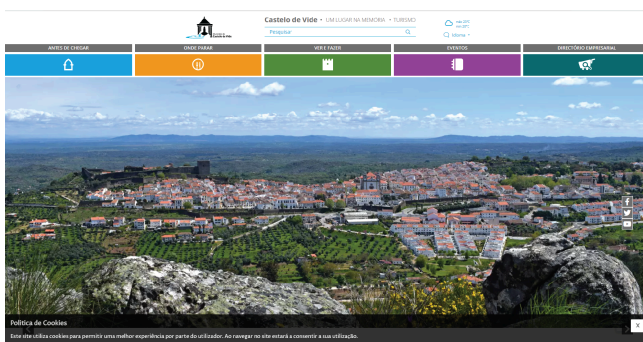 Castelo de Vide • UM LUGAR NA MEMÓRIA • TURISMO
Pesquisar
Idioma
ANTES DE CHEGAR
ONDE PARAR
VER E FAZER
EVENTOS
DIRECTÓRIO EMPRESARIAL
Política de Cookies
X
Este site utiliza cookies para permitir uma melhor experiência por parte do utilizador. Ao navegar no site estará a consentir a sua utilização.